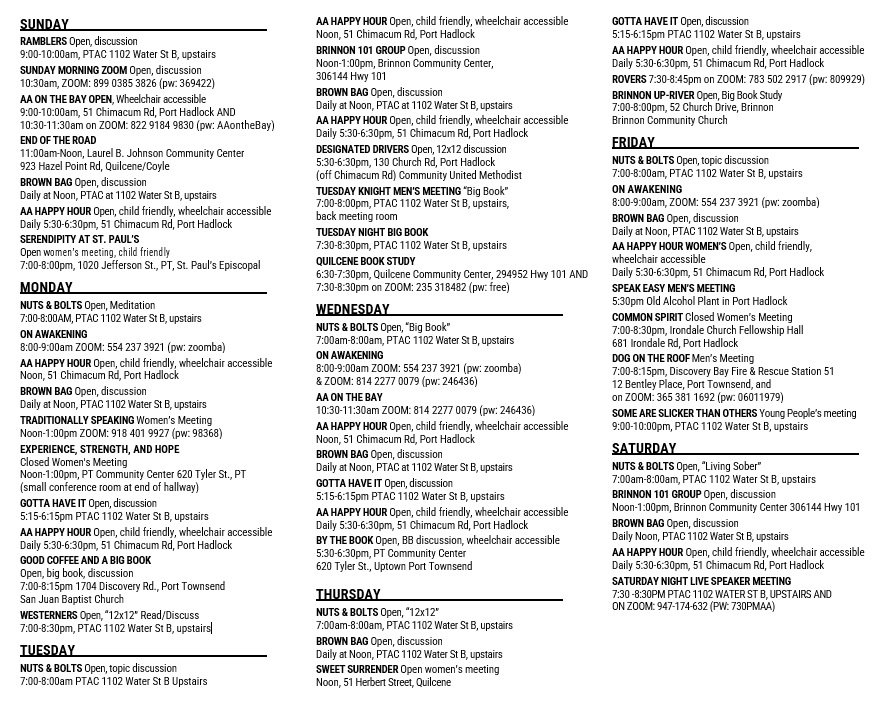 SUNDAY
RAMBLERS Open, discussion
9:00-10:00am, PTAC 1102 Water St B, upstairs
SUNDAY MORNING ZOOM Open, discussion
10:30am, ZOOM: 899 0385 3826 (pw: 369422)
AA ON THE BAY OPEN, Wheelchair accessible
9:00-10:00am, 51 Chimacum Rd, Port Hadlock AND
10:30-11:30am on ZOOM: 822 9184 9830 (pw: AAontheBay)
END OF THE ROAD
11:00am-Noon, Laurel B. Johnson Community Center
923 Hazel Point Rd, Quilcene/Coyle
BROWN BAG Open, discussion
Daily at Noon, PTAC at 1102 Water St B, upstairs
AA HAPPY HOUR Open, child friendly, wheelchair accessible
Daily 5:30-6:30pm, 51 Chimacum Rd, Port Hadlock
SERENDIPITY AT ST. PAUL'S
Open women's meeting, child friendly
7:00-8:00pm, 1020 Jefferson St., PT, St. Paul's Episcopal
MONDAY
NUTS & BOLTS Open, Meditation
7:00-8:00AM, PTAC 1102 Water St B, upstairs
ON AWAKENING
8:00-9:00am ZOOM: 554 237 3921 (pw: zoomba)
AA HAPPY HOUR Open, child friendly, wheelchair accessible
Noon, 51 Chimacum Rd, Port Hadlock
BROWN BAG Open, discussion
Daily at Noon, PTAC at 1102 Water St B, upstairs
TRADITIONALLY SPEAKING Women's Meeting
Noon-1:00pm ZOOM: 918 401 9927 (pw: 98368)
EXPERIENCE, STRENGTH, AND HOPE
Closed Women's Meeting
Noon-1:00pm, PT Community Center 620 Tyler St., PT
(small conference room at end of hallway)
GOTTA HAVE IT Open, discussion
5:15-6:15pm PTAC 1102 Water St B, upstairs
AA HAPPY HOUR Open, child friendly, wheelchair accessible
Daily 5:30-6:30pm, 51 Chimacum Rd, Port Hadlock
GOOD COFFEE AND A BIG BOOK
Open, big book, discussion
7:00-8:15pm 1704 Discovery Rd., Port Townsend
San Juan Baptist Church
WESTERNERS Open, “12x12” Read/Discuss
7:00-8:30pm, PTAC 1102 Water St B, upstairs
TUESDAY
NUTS & BOLTS Open, topic discussion
7:00-8:00am PTAC 1102 Water St B Upstairs
AA HAPPY HOUR Open, child friendly, wheelchair accessible
Noon, 51 Chimacum Rd, Port Hadlock
BRINNON 101 GROUP Open, discussion
Noon-1:00pm, Brinnon Community Center,
306144 Hwy 101
BROWN BAG Open, discussion
Daily at Noon, PTAC at 1102 Water St B, upstairs
AA HAPPY HOUR Open, child friendly, wheelchair accessible
Daily 5:30-6:30pm, 51 Chimacum Rd, Port Hadlock
DESIGNATED DRIVERS Open, 12x12 discussion
5:30-6:30pm, 130 Church Rd, Port Hadlock
(off Chimacum Rd) Community United Methodist
TUESDAY KNIGHT MEN'S MEETING “Big Book”
7:00-8:00pm, PTAC 1102 Water St B, upstairs,
back meeting room
TUESDAY NIGHT BIG BOOK
7:30-8:30pm, PTAC 1102 Water St B, upstairs
QUILCENE BOOK STUDY
6:30-7:30pm, Quilcene Community Center, 294952 Hwy 101 AND
7:30-8:30pm on ZOOM: 235 318482 (pw: free)
WEDNESDAY
NUTS & BOLTS Open, “Big Book”
7:00am-8:00am, PTAC 1102 Water St B, upstairs
ON AWAKENING
8:00-9:00am ZOOM: 554 237 3921 (pw: zoomba)
& ZOOM: 814 2277 0079 (pw: 246436)
AA ON THE BAY
10:30-11:30am ZOOM: 814 2277 0079 (pw: 246436)
AA HAPPY HOUR Open, child friendly, wheelchair accessible
Noon, 51 Chimacum Rd, Port Hadlock
BROWN BAG Open, discussion
Daily at Noon, PTAC at 1102 Water St B, upstairs
GOTTA HAVE IT Open, discussion
5:15-6:15pm PTAC 1102 Water St B, upstairs
AA HAPPY HOUR Open, child friendly, wheelchair accessible
Daily 5:30-6:30pm, 51 Chimacum Rd, Port Hadlock
BY THE BOOK Open, BB discussion, wheelchair accessible
5:30-6:30pm, PT Community Center
620 Tyler St., Uptown Port Townsend
THURSDAY
NUTS & BOLTS Open, “12x12”
7:00am-8:00am, PTAC 1102 Water St B, upstairs
BROWN BAG Open, discussion
Daily at Noon, PTAC at 1102 Water St B, upstairs
SWEET SURRENDER Open women's meeting
Noon, 51 Herbert Street, Quilcene
GOTTA HAVE IT Open, discussion
5:15-6:15pm PTAC 1102 Water St B, upstairs
AA HAPPY HOUR Open, child friendly, wheelchair accessible
Daily 5:30-6:30pm, 51 Chimacum Rd, Port Hadlock
ROVERS 7:30-8:45pm on ZOOM: 783 502 2917 (pw: 809929)
BRINNON UP-RIVER Open, Big Book Study
7:00-8:00pm, 52 Church Drive, Brinnon
Brinnon Community Church
FRIDAY
NUTS & BOLTS Open, topic discussion
7:00-8:00am, PTAC 1102 Water St B, upstairs
ON AWAKENING
8:00-9:00am, ZOOM: 554 237 3921 (pw: zoomba)
BROWN BAG Open, discussion
Daily at Noon, PTAC 1102 Water St B, upstairs
AA HAPPY HOUR WOMEN'S Open, child friendly,
wheelchair accessible
Daily 5:30-6:30pm, 51 Chimacum Rd, Port Hadlock
SPEAK EASY MEN'S MEETING
5:30pm Old Alcohol Plant in Port Hadlock
COMMON SPIRIT Closed Women's Meeting
7:00-8:30pm, Irondale Church Fellowship Hall
681 Irondale Rd, Port Hadlock
DOG ON THE ROOF Men's Meeting
7:00-8:15pm, Discovery Bay Fire & Rescue Station 51
12 Bentley Place, Port Townsend, and
on ZOOM: 365 381 1692 (pw: 06011979)
SOME ARE SLICKER THAN OTHERS Young People's meeting
9:00-10:00pm, PTAC 1102 Water St B, upstairs
SATURDAY
NUTS & BOLTS Open, “Living Sober”
7:00am-8:00am, PTAC 1102 Water St B, upstairs
BRINNON 101 GROUP Open, discussion
Noon-1:00pm, Brinnon Community Center 306144 Hwy 101
BROWN BAG Open, discussion
Daily Noon, PTAC 1102 Water St B, upstairs
AA HAPPY HOUR Open, child friendly, wheelchair accessible
Daily 5:30-6:30pm, 51 Chimacum Rd, Port Hadlock
SATURDAY NIGHT LIVE SPEAKER MEETING
7:30 -8:30PM PTAC 1102 WATER ST B, UPSTAIRS AND
ON ZOOM: 947-174-632 (PW: 730PMAA)